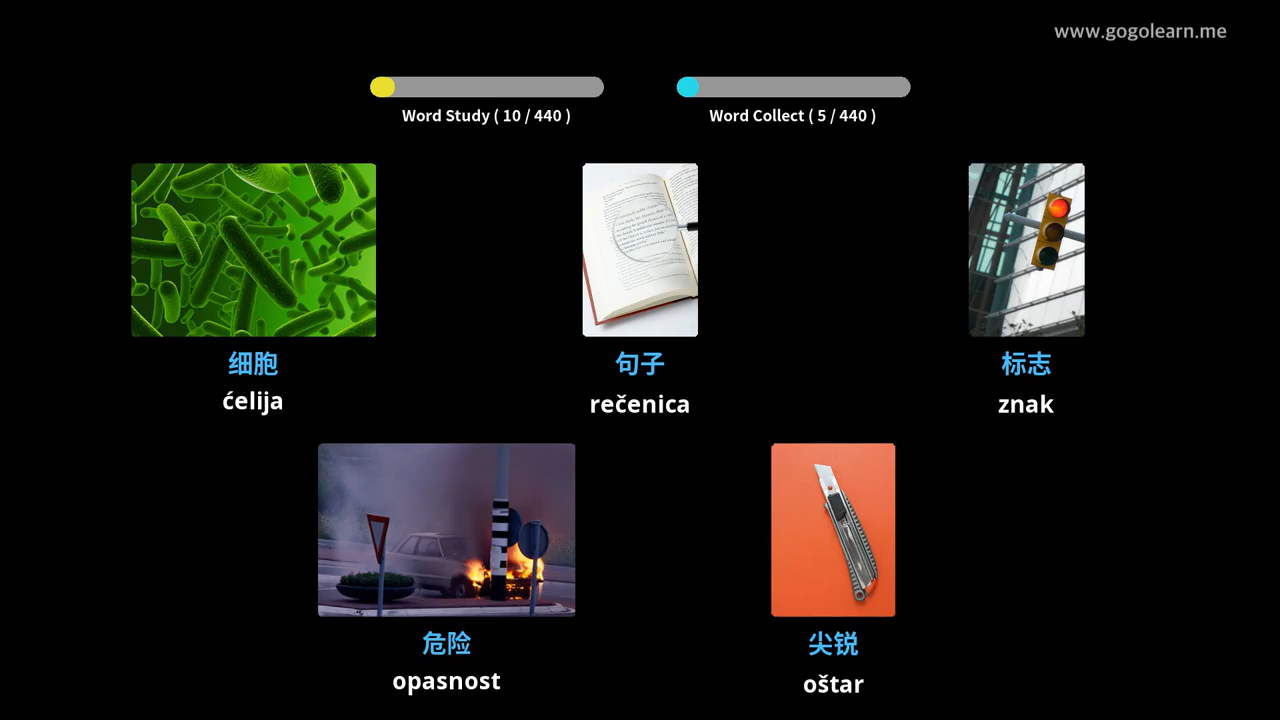 www.gogolearn.me
Word Study ( 10 / 440 )
Word Collect ( 5 / 440 )
细胞
ćelija
句子
rečenica
标志
znak
危险
opasnost
尖锐
oštar